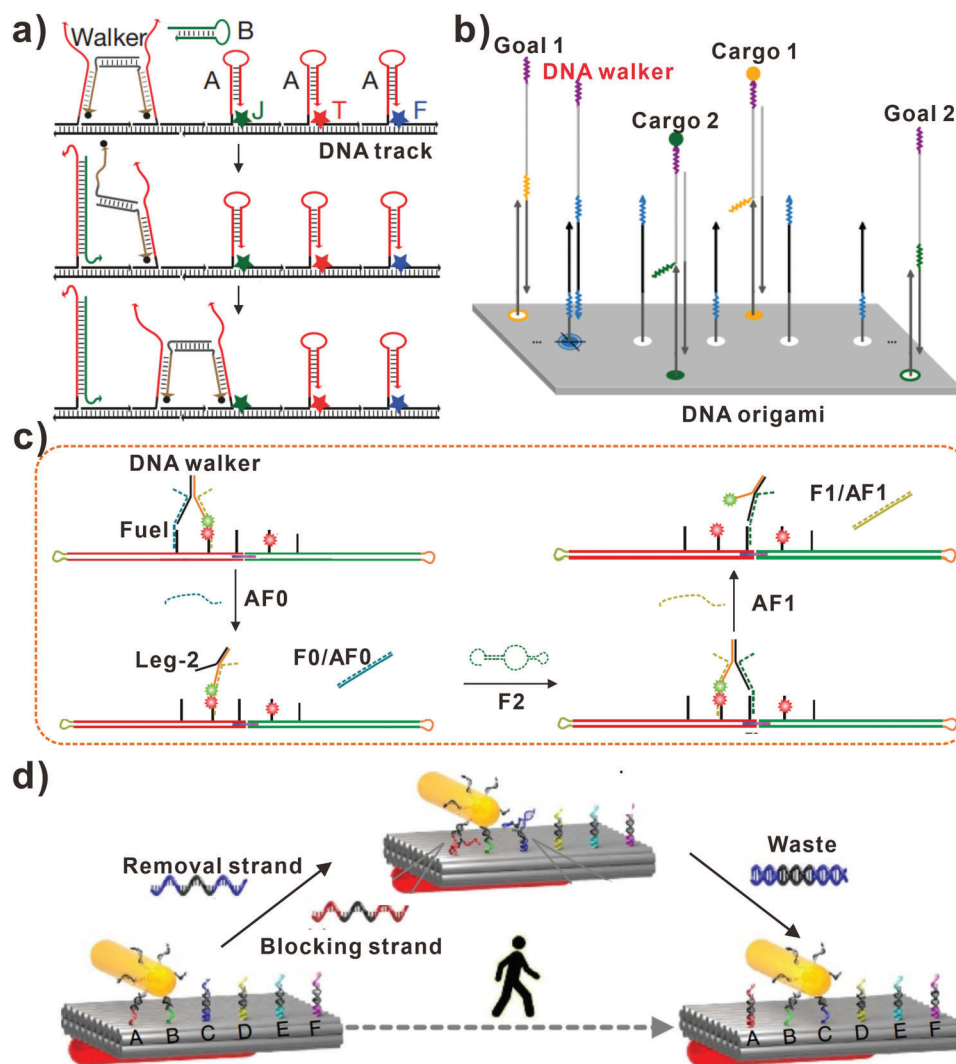 a)
Walker
B
A
A
A
J
T
F
DNA track
b)
Goal 1
DNA walker
Cargo 1
Cargo 2
Goal 2
...
...
DNA origami
c)
DNA walker
Fuel
AF0
Leg-2
F0/AF0
F2
F1/AF1
AF1
d)
Removal strand
Blocking strand
Waste
A B C D E F
A B C D E F